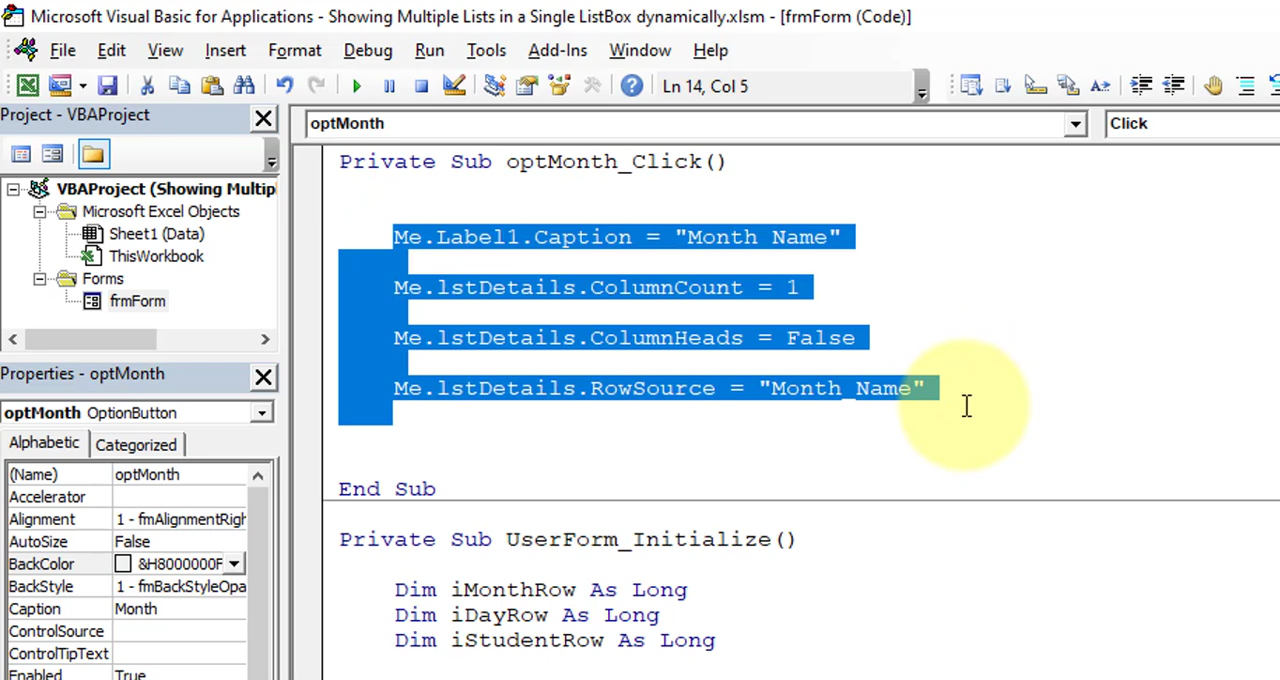 Microsoft Visual Basic for Applications - Showing Multiple Lists in a Single ListBox dynamically.xlsm - [frmForm (Code)]
File Edit View Insert Format Debug Run Tools Add-Ins Window Help
Ln 14, Col 5
Project - VBAProject
optMonth Click
VBAProject (Showing Multip
Microsoft Excel Objects
Sheet1 (Data)
ThisWorkbook
Forms
frmForm
Properties - optMonth
optMonth OptionButton
Alphabetic Categorized
(Name) optMonth
Accelerator
Alignment 1 - fmAlignmentRigh
AutoSize False
BackColor &H8000000F
BackStyle 1 - fmBackStyleOpa
Caption Month
ControlSource
ControlTipText
Enabled True
Private Sub optMonth_Click()
Me.Label1.Caption = "Month Name"
Me.lstDetails.ColumnCount = 1
Me.lstDetails.ColumnHeads = False
Me.lstDetails.RowSource = "Month_Name"
End Sub
Private Sub UserForm_Initialize()
Dim iMonthRow As Long
Dim iDayRow As Long
Dim iStudentRow As Long